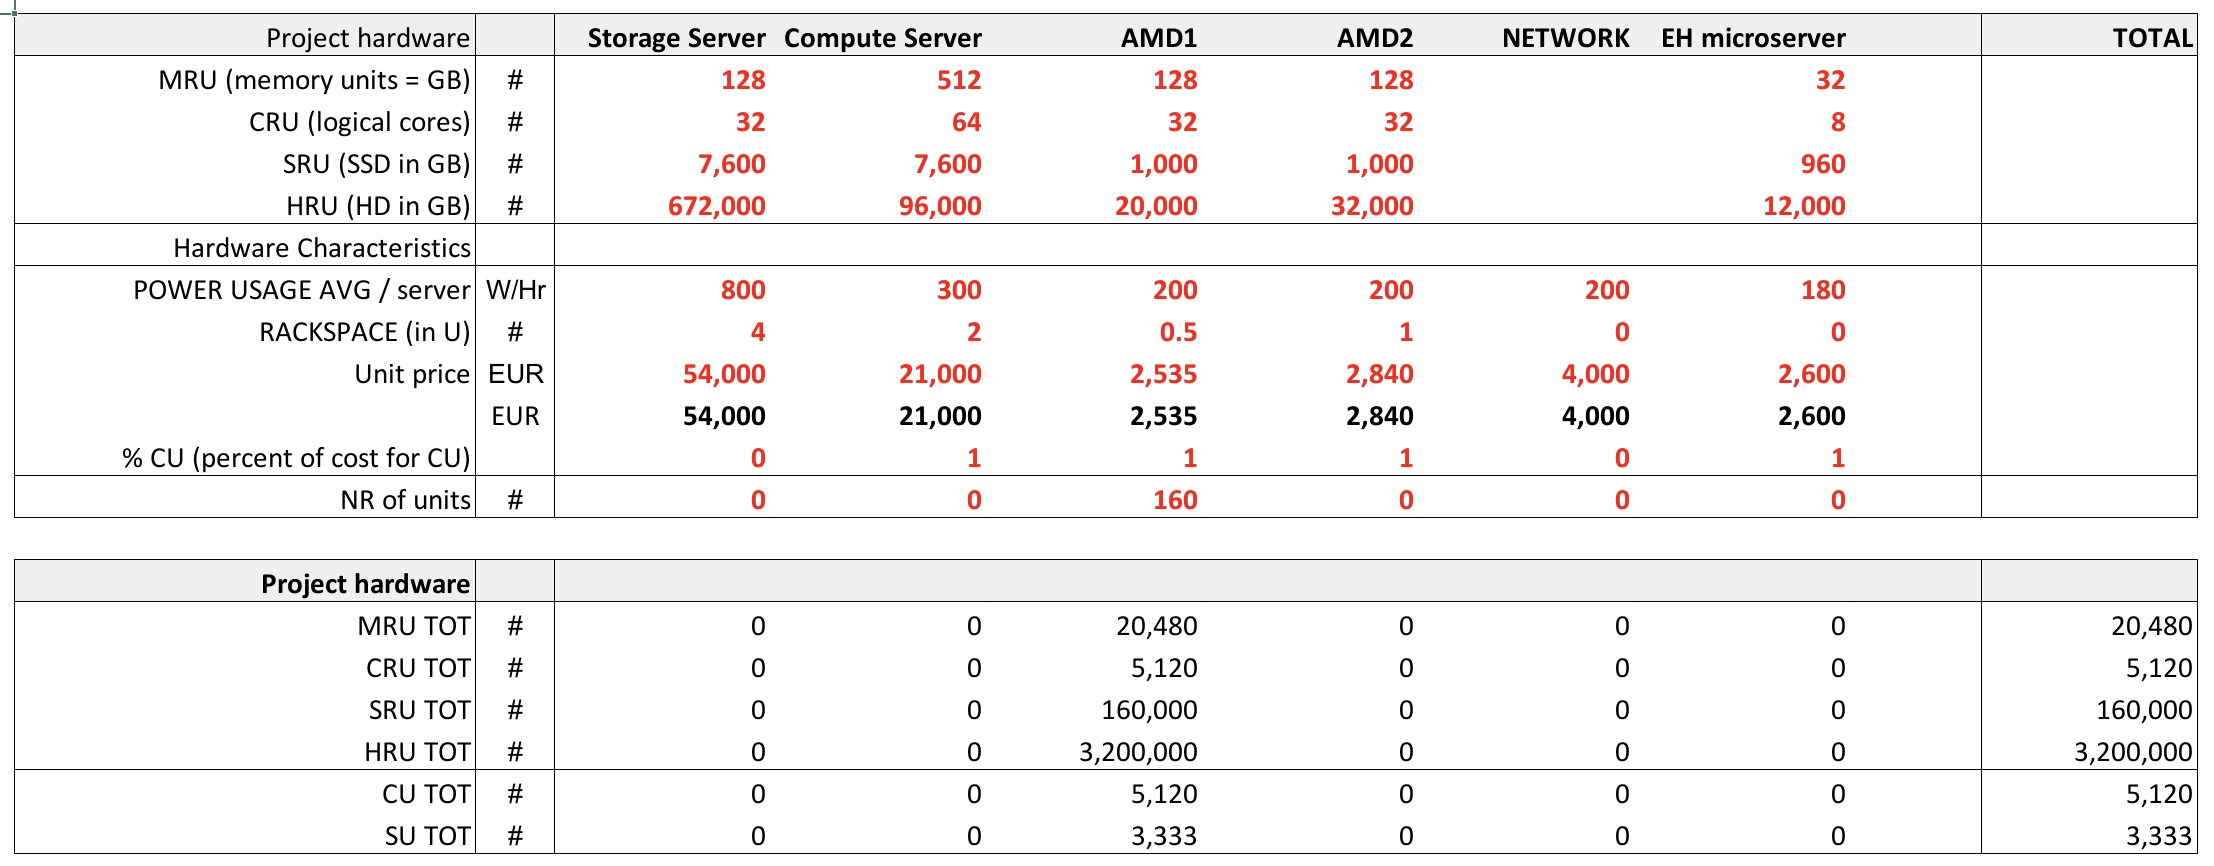 Project hardware Storage Server Compute Server AMD1 AMD2 NETWORK EH microserver TOTAL
MRU (memory units = GB) # 128 512 128 128 32
CRU (logical cores) # 32 64 32 32 8
SRU (SSD in GB) # 7,600 7,600 1,000 1,000 960
HRU (HD in GB) # 672,000 96,000 20,000 32,000 12,000
Hardware Characteristics
POWER USAGE AVG / server W/Hr 800 300 200 200 200 180
RACKSPACE (in U) # 4 2 0.5 1 0 0
Unit price EUR 54,000 21,000 2,535 2,840 4,000 2,600
EUR 54,000 21,000 2,535 2,840 4,000 2,600
% CU (percent of cost for CU) 0 1 1 1 0 1
NR of units # 0 0 160 0 0 0
Project hardware
MRU TOT # 0 0 20,480 0 0 0 20,480
CRU TOT # 0 0 5,120 0 0 0 5,120
SRU TOT # 0 0 160,000 0 0 0 160,000
HRU TOT # 0 0 3,200,000 0 0 0 3,200,000
CU TOT # 0 0 5,120 0 0 0 5,120
SU TOT # 0 0 3,333 0 0 0 3,333